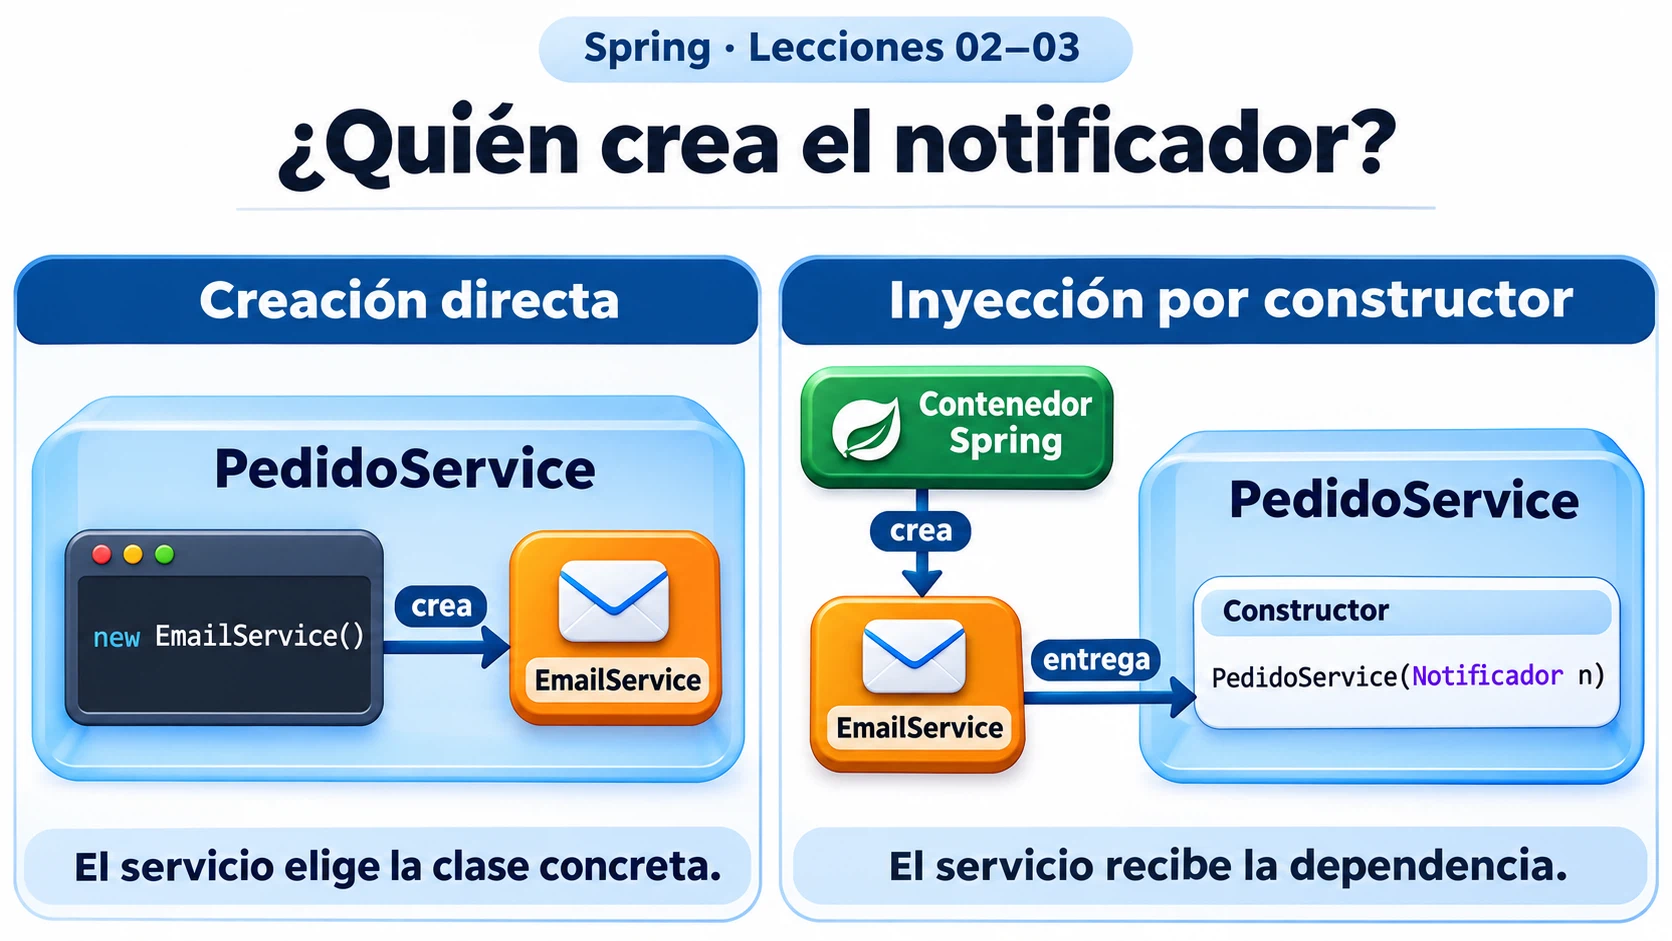 Spring · Lecciones 02–03
¿Quién crea el notificador?
Creación directa
PedidoService
new EmailService()
crea
EmailService
El servicio elige la clase concreta.
Inyección por constructor
Contenedor
Spring
crea
EmailService
entrega
PedidoService
Constructor
PedidoService(Notificador n)
El servicio recibe la dependencia.